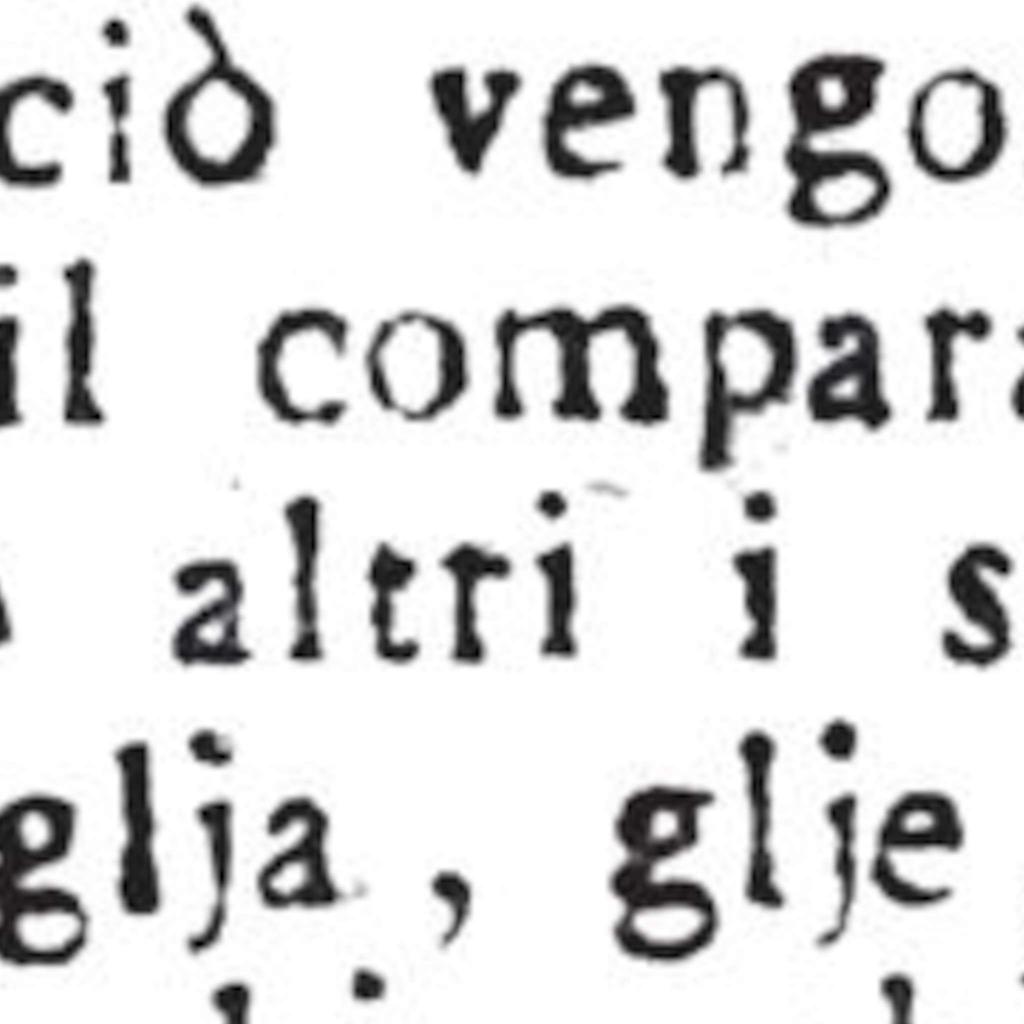 ciò vengo
il compara
altri i s
glja, glje